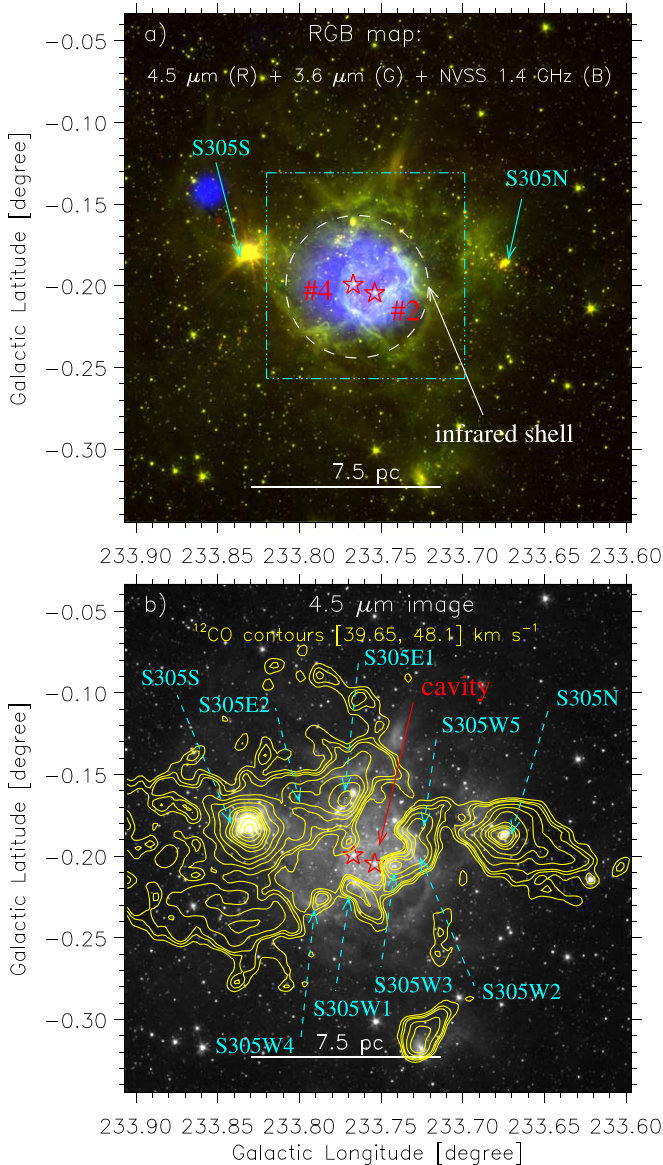 a) RGB map:
4.5 μm (R) + 3.6 μm (G) + NVSS 1.4 GHz (B)
S305S
S305N
#4
#2
infrared shell
7.5 pc
−0.05
−0.10
−0.15
−0.20
−0.25
−0.30
Galactic Latitude [degree]
233.90 233.85 233.80 233.75 233.70 233.65 233.60
b) 4.5 μm image
¹²CO contours [39.65, 48.1] km s⁻¹
S305E1
S305S
cavity
S305E2
S305N
S305W5
S305W3
S305W2
S305W1
S305W4
7.5 pc
−0.05
−0.10
−0.15
−0.20
−0.25
−0.30
Galactic Latitude [degree]
233.90 233.85 233.80 233.75 233.70 233.65 233.60
Galactic Longitude [degree]